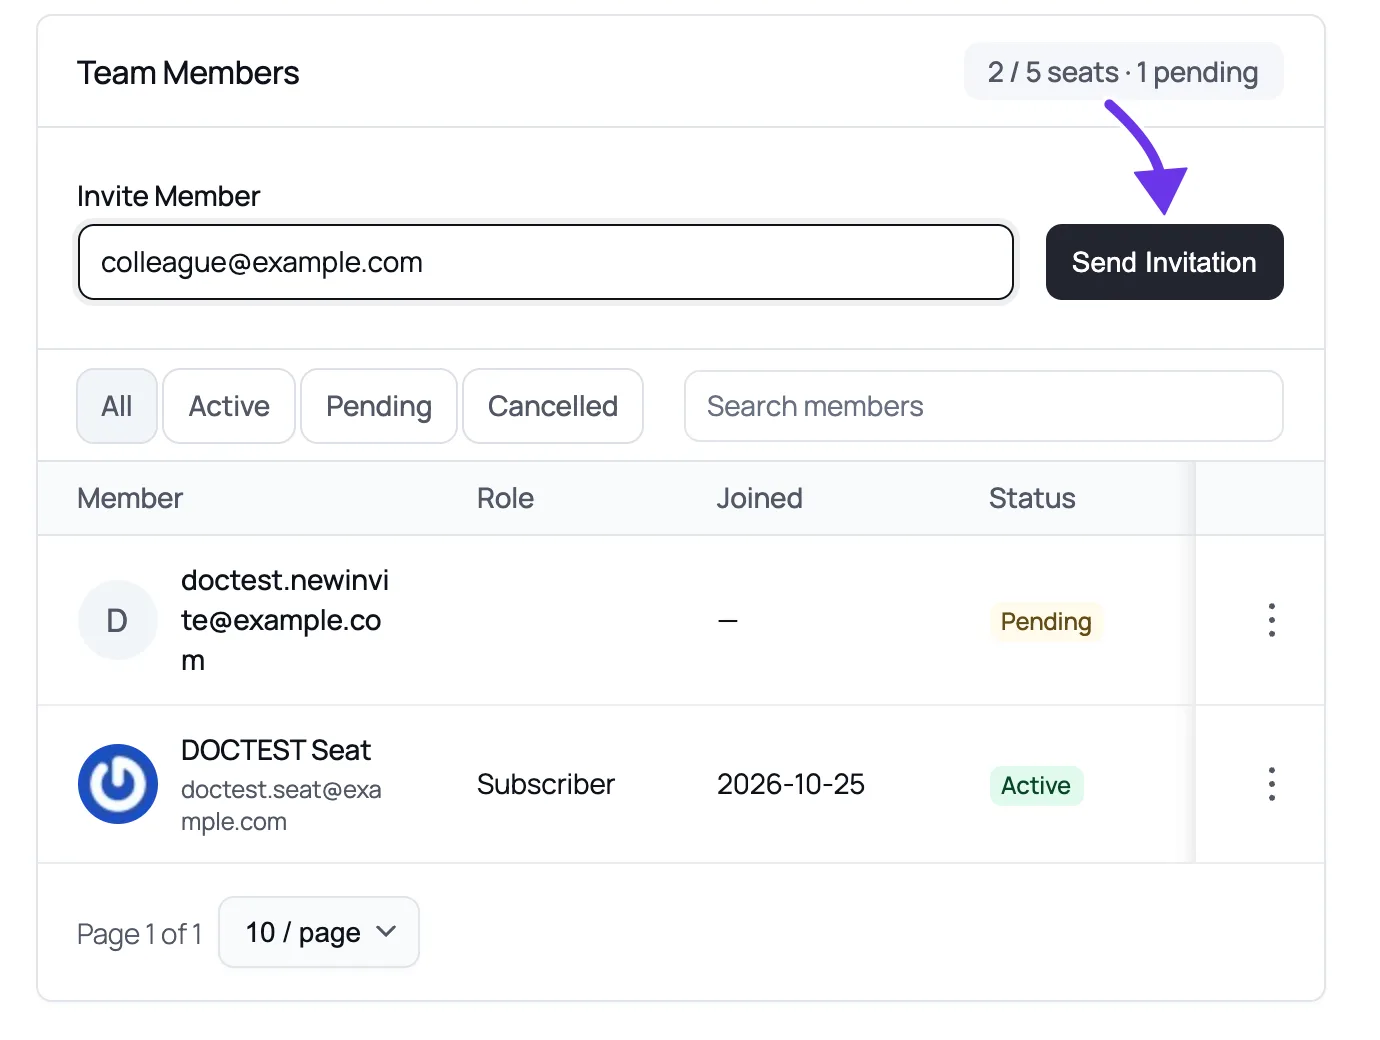 Team Members
2 / 5 seats · 1 pending
Invite Member
colleague@example.com
Send Invitation
All
Active
Pending
Cancelled
Search members
Member
Role
Joined
Status
D
doctest.newinvi
te@example.co
m
—
Pending
DOCTEST Seat
doctest.seat@exa
mple.com
Subscriber
2026-10-25
Active
Page 1 of 1
10 / page